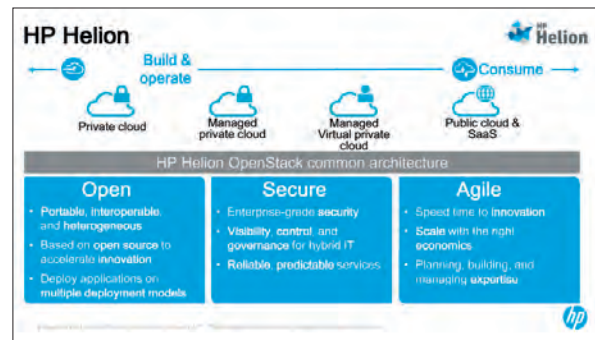 HP Helion
HP
Helion
Build &
operate
Consume
Private cloud
Managed
private cloud
Managed
Virtual private
cloud
Public cloud &
SaaS
HP Helion OpenStack common architecture
Open
• Portable, interoperable,
and heterogeneous
• Based on open source to
accelerate innovation
• Deploy applications on
multiple deployment models
Secure
• Enterprise-grade security
• Visibility, control, and
governance for hybrid IT
• Reliable, predictable services
Agile
• Speed time to innovation
• Scale with the right
economics
• Planning, building, and
managing expertise
hp